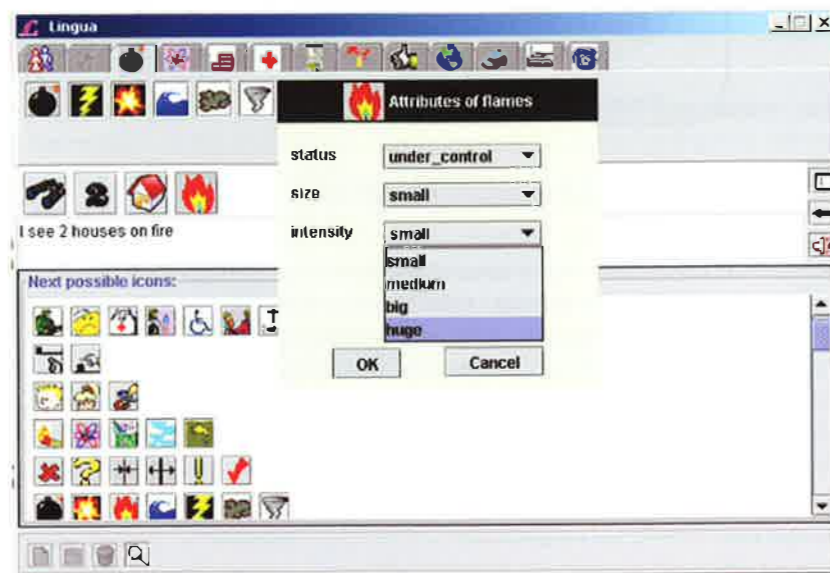 Lingua
Attributes of flames
status under_control
size small
intensity small
small
medium
big
huge
OK Cancel
2
I see 2 houses on fire
Next possible icons: